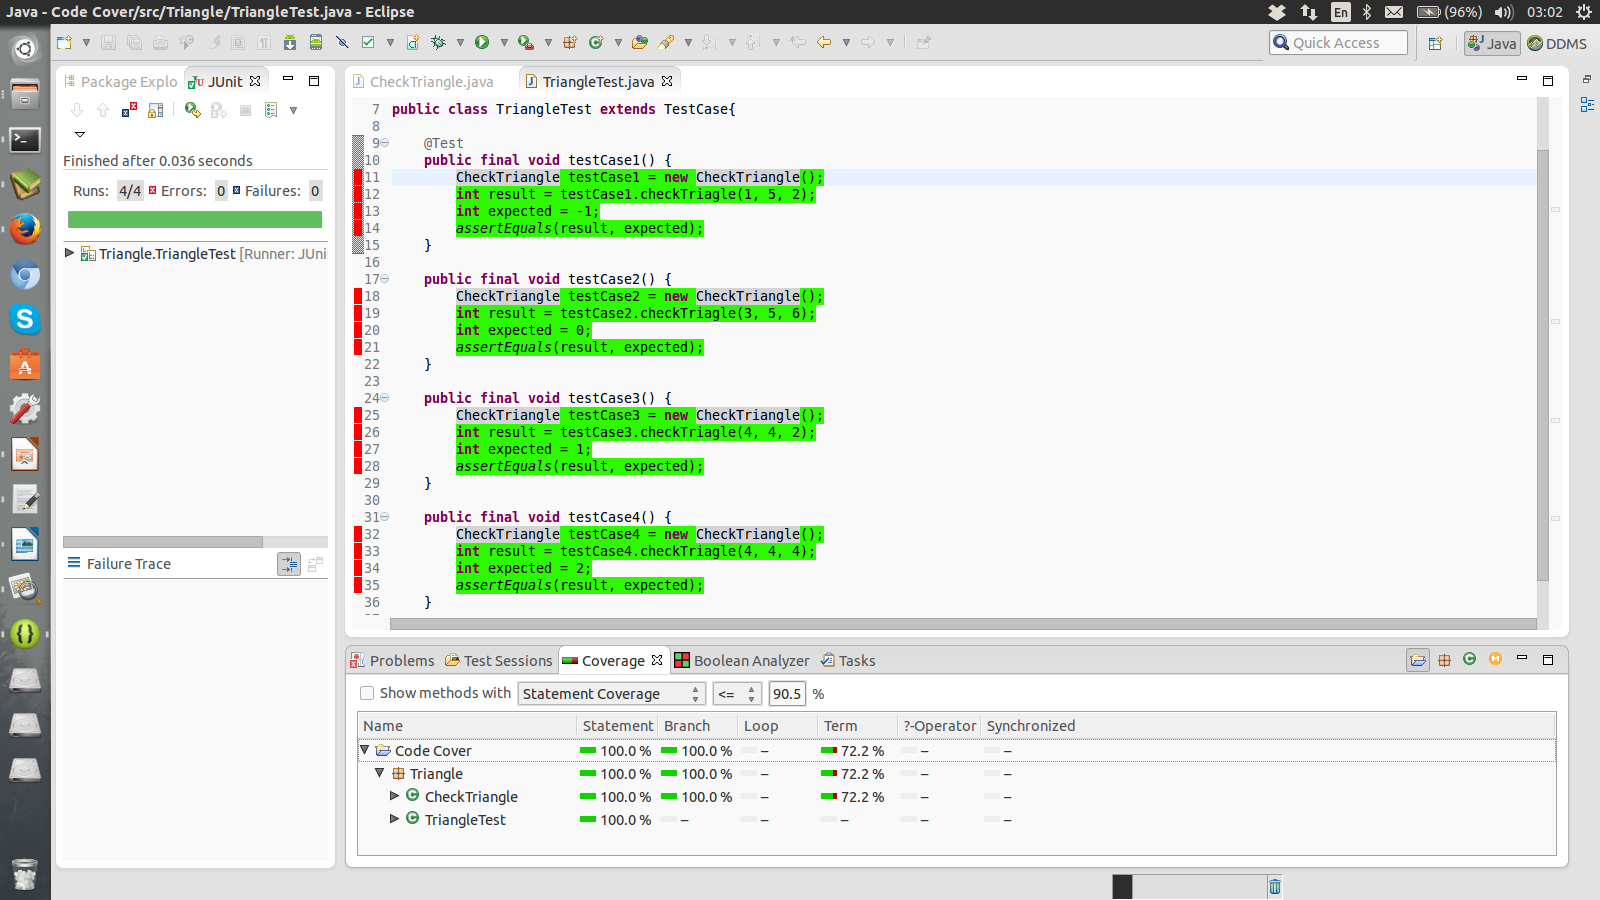 Java - Code Cover/src/Triangle/TriangleTest.java - Eclipse
En (96%) 03:02
Quick Access Java DDMS
Package Explo JUnit
Finished after 0.036 seconds
Runs: 4/4 Errors: 0 Failures: 0
Triangle.TriangleTest [Runner: JUni
Failure Trace
CheckTriangle.java TriangleTest.java
7 public class TriangleTest extends TestCase{
8
9 @Test
10 public final void testCase1() {
11 CheckTriangle testCase1 = new CheckTriangle();
12 int result = testCase1.checkTriagle(1, 5, 2);
13 int expected = -1;
14 assertEquals(result, expected);
15 }
16
17 public final void testCase2() {
18 CheckTriangle testCase2 = new CheckTriangle();
19 int result = testCase2.checkTriagle(3, 5, 6);
20 int expected = 0;
21 assertEquals(result, expected);
22 }
23
24 public final void testCase3() {
25 CheckTriangle testCase3 = new CheckTriangle();
26 int result = testCase3.checkTriagle(4, 4, 2);
27 int expected = 1;
28 assertEquals(result, expected);
29 }
30
31 public final void testCase4() {
32 CheckTriangle testCase4 = new CheckTriangle();
33 int result = testCase4.checkTriagle(4, 4, 4);
34 int expected = 2;
35 assertEquals(result, expected);
36 }
Problems Test Sessions Coverage Boolean Analyzer Tasks
Show methods with Statement Coverage <= 90.5 %
Name Statement Branch Loop Term ?-Operator Synchronized
Code Cover 100.0 % 100.0 % – 72.2 % – –
Triangle 100.0 % 100.0 % – 72.2 % – –
CheckTriangle 100.0 % 100.0 % – 72.2 % – –
TriangleTest 100.0 % – – – – –